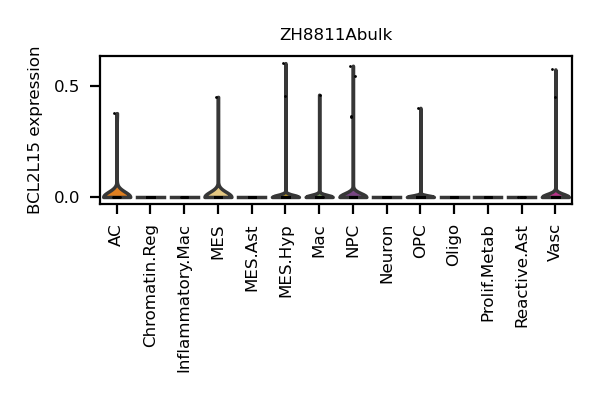 ZH8811Abulk
BCL2L15 expression
0.5
0.0
AC
Chromatin.Reg
Inflammatory.Mac
MES
MES.Ast
MES.Hyp
Mac
NPC
Neuron
OPC
Oligo
Prolif.Metab
Reactive.Ast
Vasc